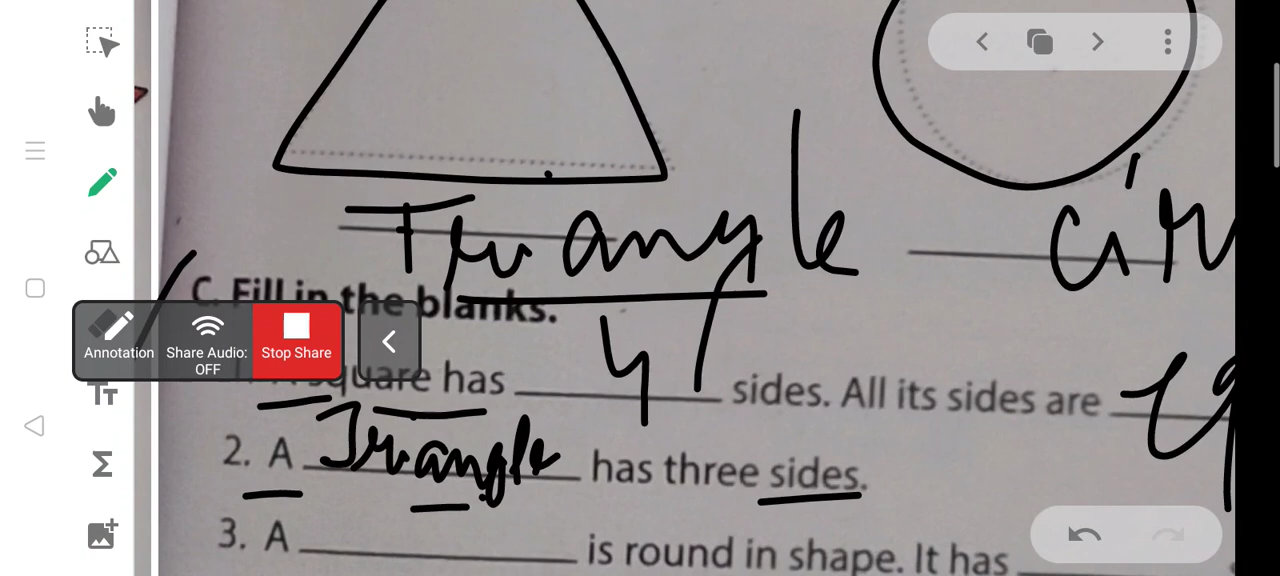 Triangle
C. Fill in the blanks.
Annotation
Share Audio: OFF
Stop Share
1. A square has 4 sides. All its sides are
2. A Triangle has three sides.
3. A ____________ is round in shape. It has